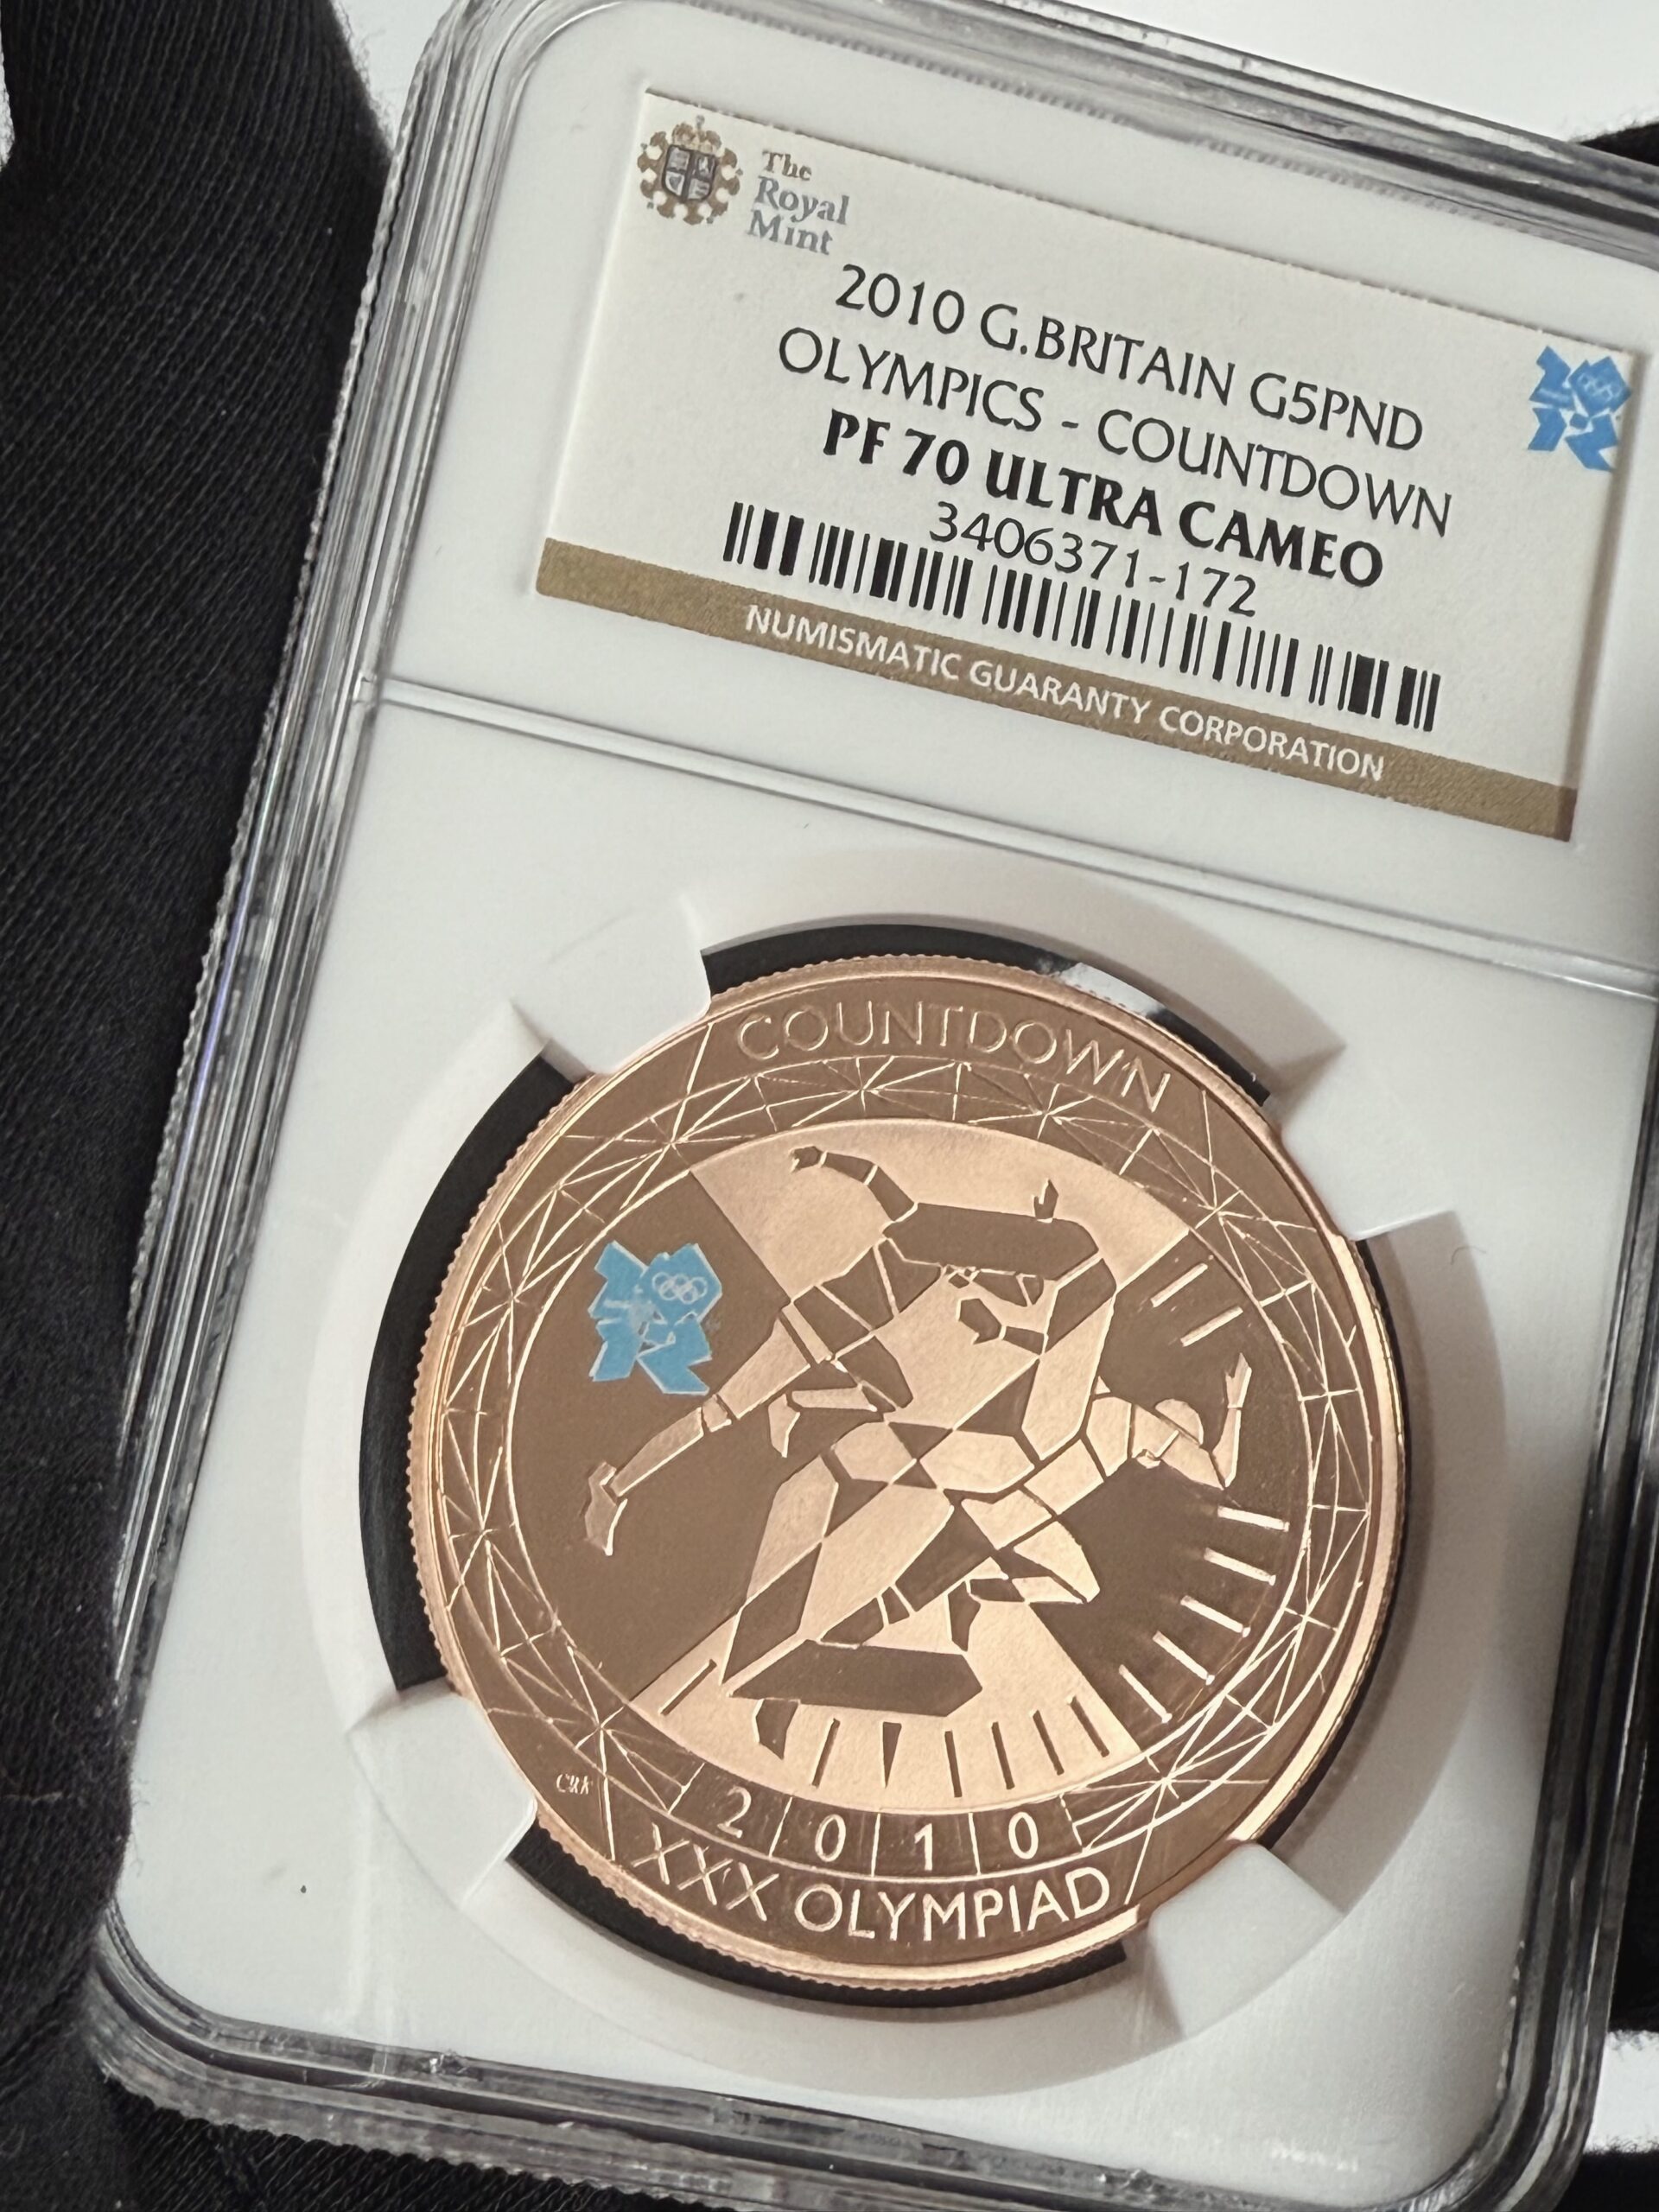 The
Royal
Mint
2010 G.BRITAIN G5PND
OLYMPICS - COUNTDOWN
PF 70 ULTRA CAMEO
3406371-172
NUMISMATIC GUARANTY CORPORATION
COUNTDOWN
2010
XXX OLYMPIAD